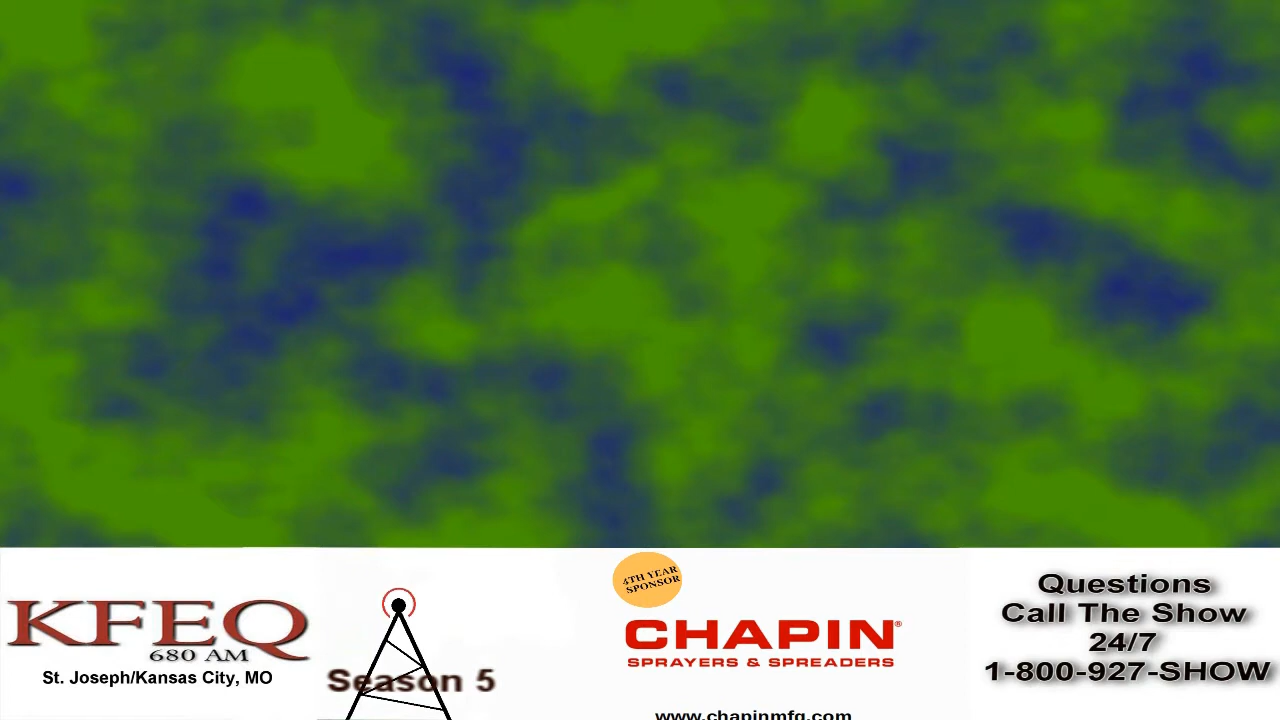 KFEQ
680 AM
St. Joseph/Kansas City, MO
Season 5
4TH YEAR
SPONSOR
CHAPIN®
SPRAYERS & SPREADERS
www.chapinmfg.com
Questions
Call The Show
24/7
1-800-927-SHOW